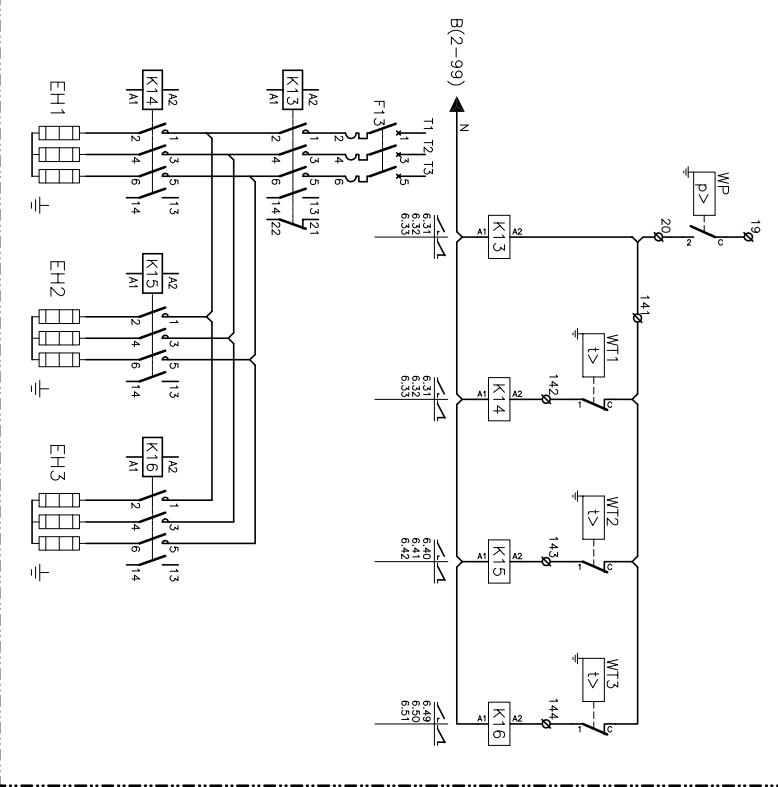 19
C
WP
p>
2
20
141
WT1
t>
C
1
142
WT2
t>
C
1
143
WT3
t>
C
1
144
A2
K13
A1
A2
K14
A1
A2
K15
A1
A2
K16
A1
B(2-99)
N
6.31
6.32
6.33
6.31
6.32
6.33
6.40
6.41
6.42
6.49
6.50
6.51
T1
T2
T3
F13
1
3
5
2
4
6
A2
K13
A1
1
3
5
13
21
2
4
6
14
22
A2
K14
A1
1
3
5
13
2
4
6
14
A2
K15
A1
1
3
5
13
2
4
6
14
A2
K16
A1
1
3
5
13
2
4
6
14
EH1
EH2
EH3